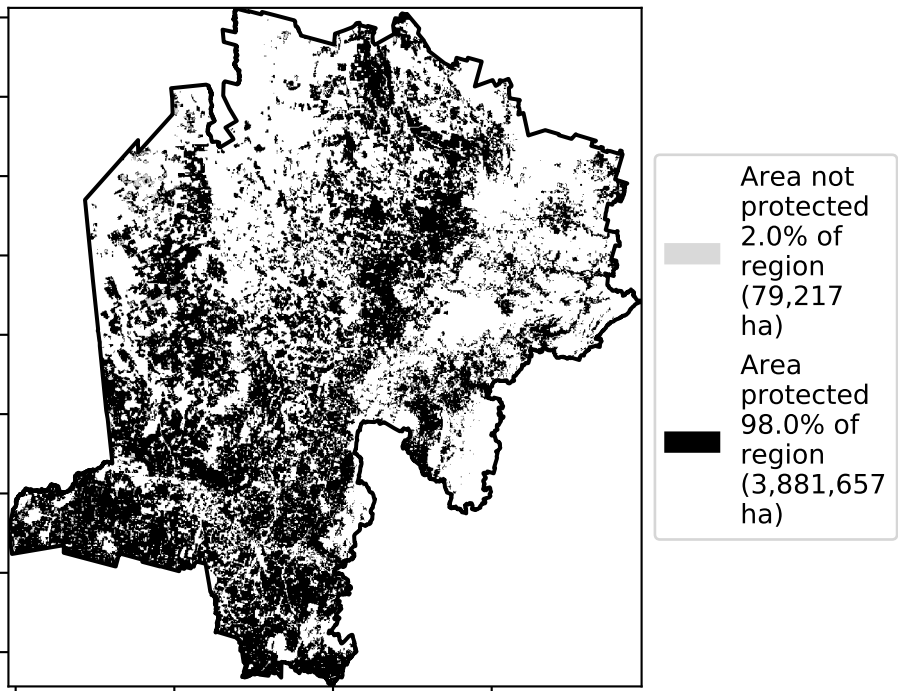 Area not
protected
2.0% of
region
(79,217
ha)
Area
protected
98.0% of
region
(3,881,657
ha)